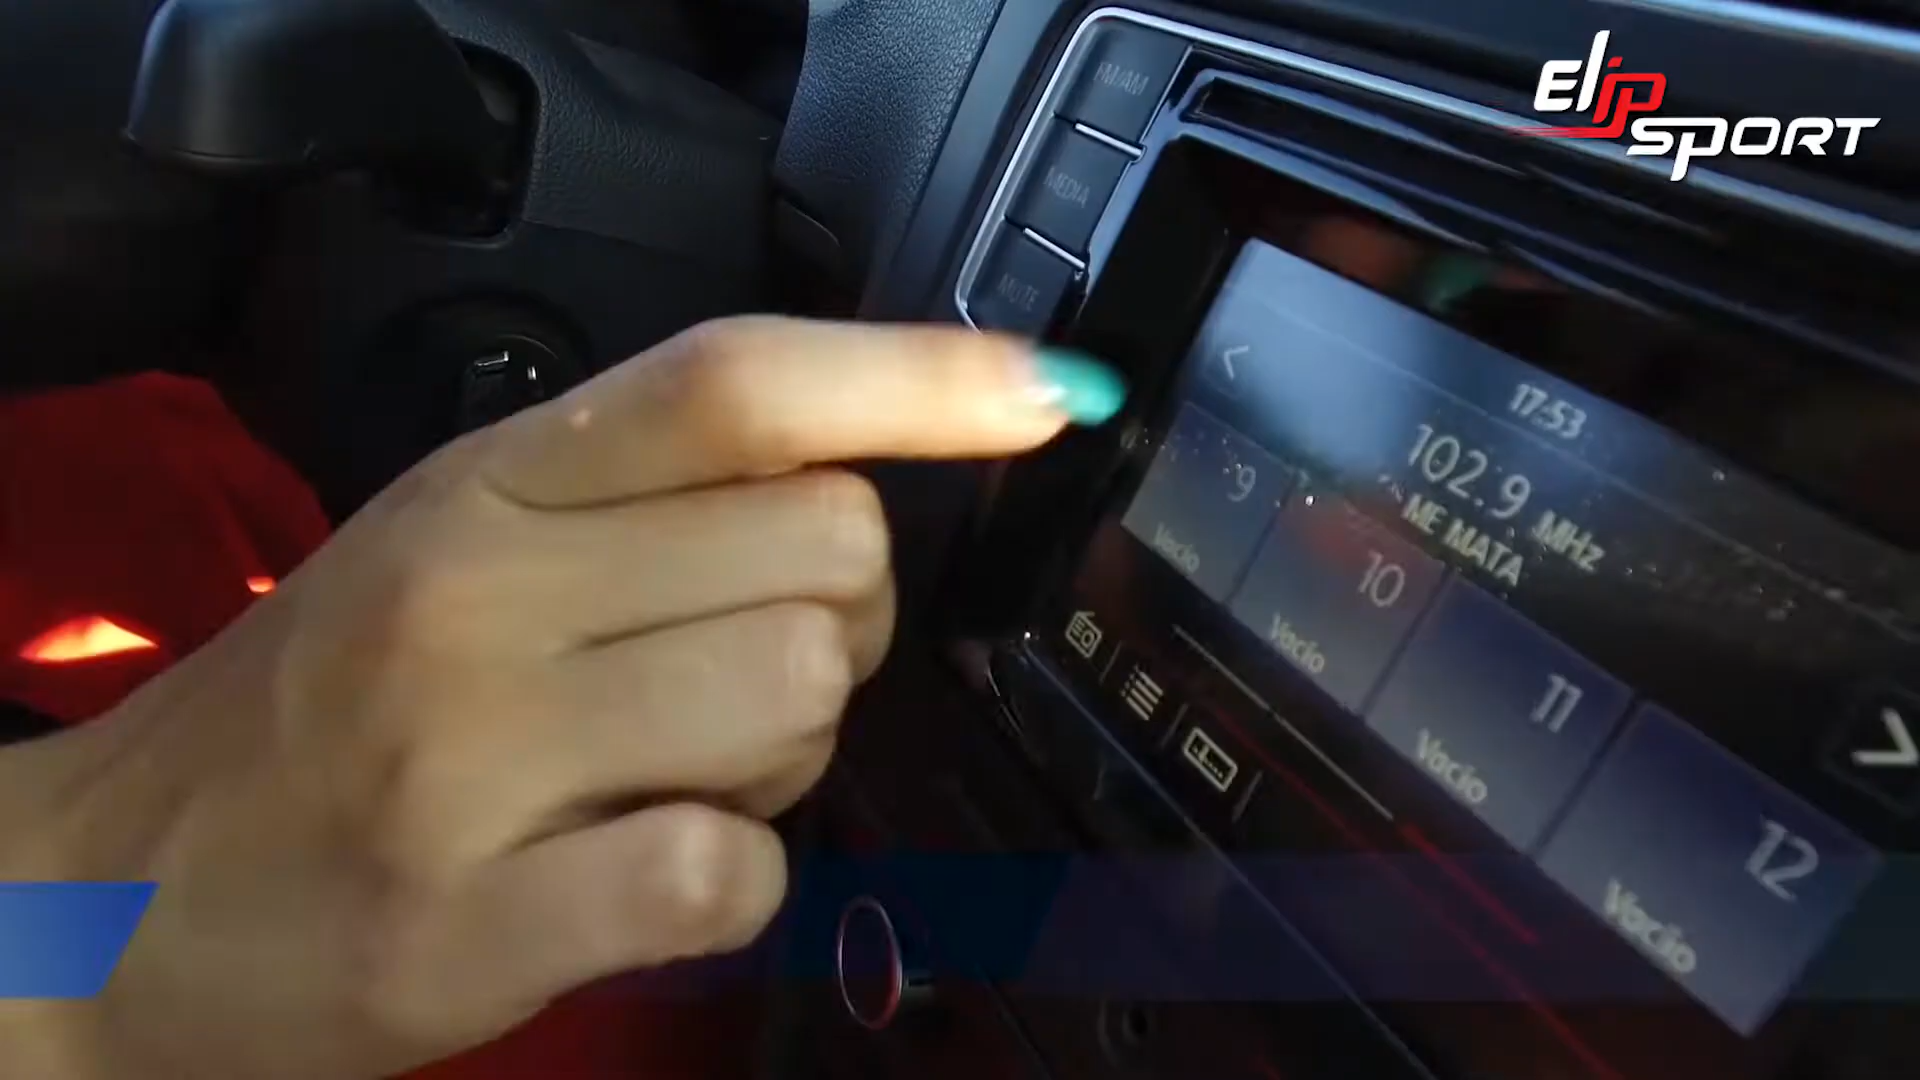 Elip
SPORT
FM/AM
MEDIA
MUTE
17:53
102.9 MHz
ME MATA
9
Vacío
10
Vacío
11
Vacío
12
Vacío